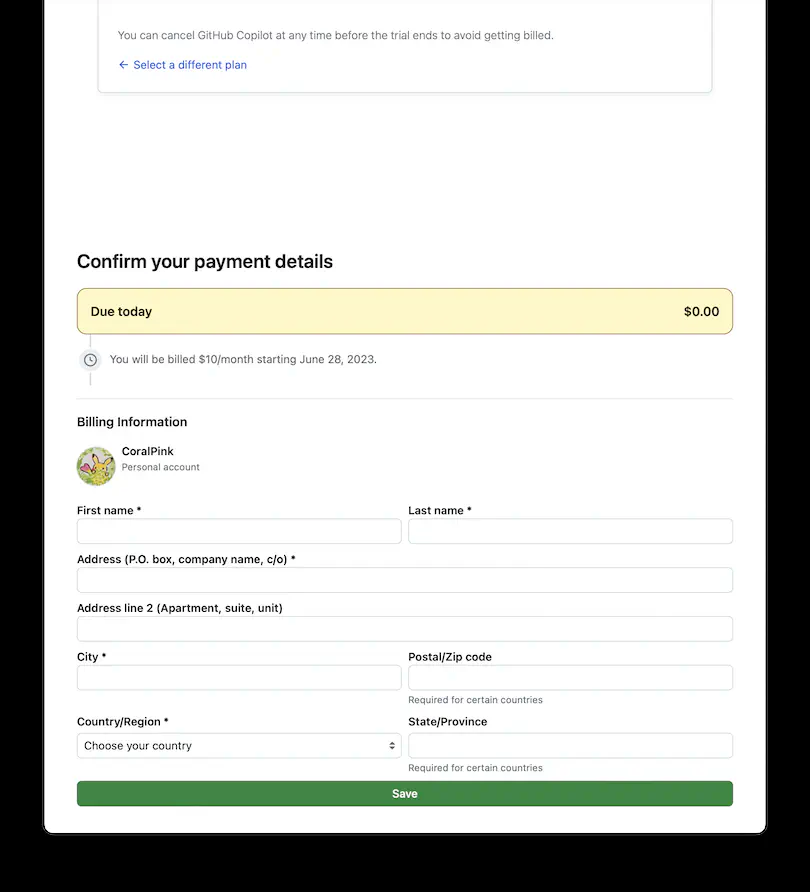 You can cancel GitHub Copilot at any time before the trial ends to avoid getting billed.
← Select a different plan
Confirm your payment details
Due today $0.00
You will be billed $10/month starting June 28, 2023.
Billing Information
CoralPink
Personal account
First name * Last name *
Address (P.O. box, company name, c/o) *
Address line 2 (Apartment, suite, unit)
City * Postal/Zip code
Required for certain countries
Country/Region * State/Province
Choose your country
Required for certain countries
Save